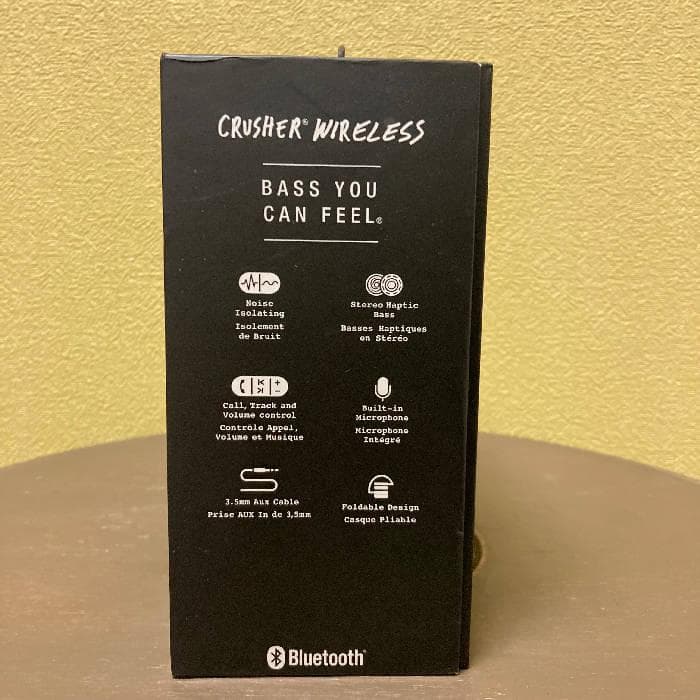 CRUSHER® WIRELESS
BASS YOU
CAN FEEL®
Noise
Isolating
Isolement
de Bruit
Stereo Haptic
Bass
Basses Haptiques
en Stéréo
Call, Track and
Volume control
Contrôle Appel,
Volume et Musique
Built-in
Microphone
Microphone
Intégré
3.5mm Aux Cable
Prise AUX In de 3,5mm
Foldable Design
Casque Pliable
Bluetooth®